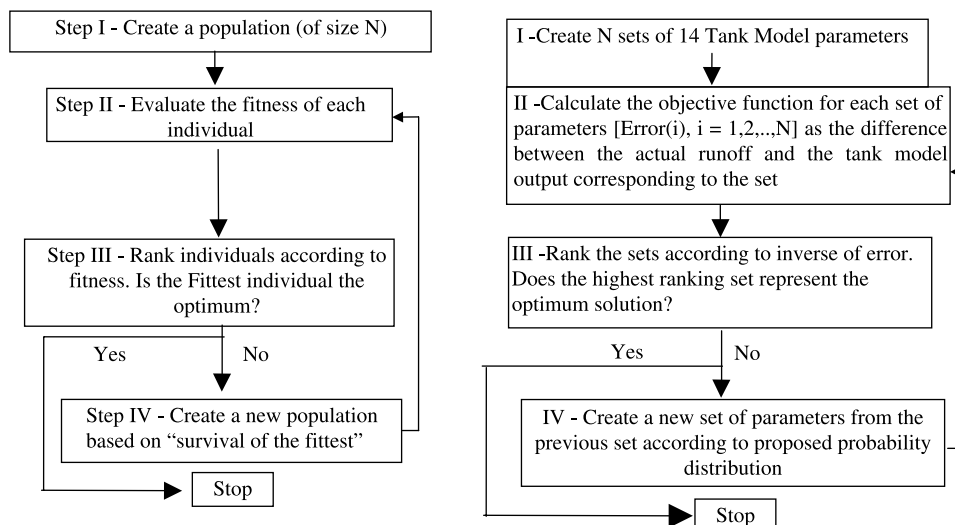 Step I - Create a population (of size N)
Step II - Evaluate the fitness of each
individual
Step III - Rank individuals according to
fitness. Is the Fittest individual the
optimum?
Yes
No
Step IV - Create a new population
based on “survival of the fittest”
Stop
I -Create N sets of 14 Tank Model parameters
II -Calculate the objective function for each set of
parameters [Error(i), i = 1,2,..,N] as the difference
between the actual runoff and the tank model
output corresponding to the set
III -Rank the sets according to inverse of error.
Does the highest ranking set represent the
optimum solution?
Yes
No
IV - Create a new set of parameters from the
previous set according to proposed probability
distribution
Stop